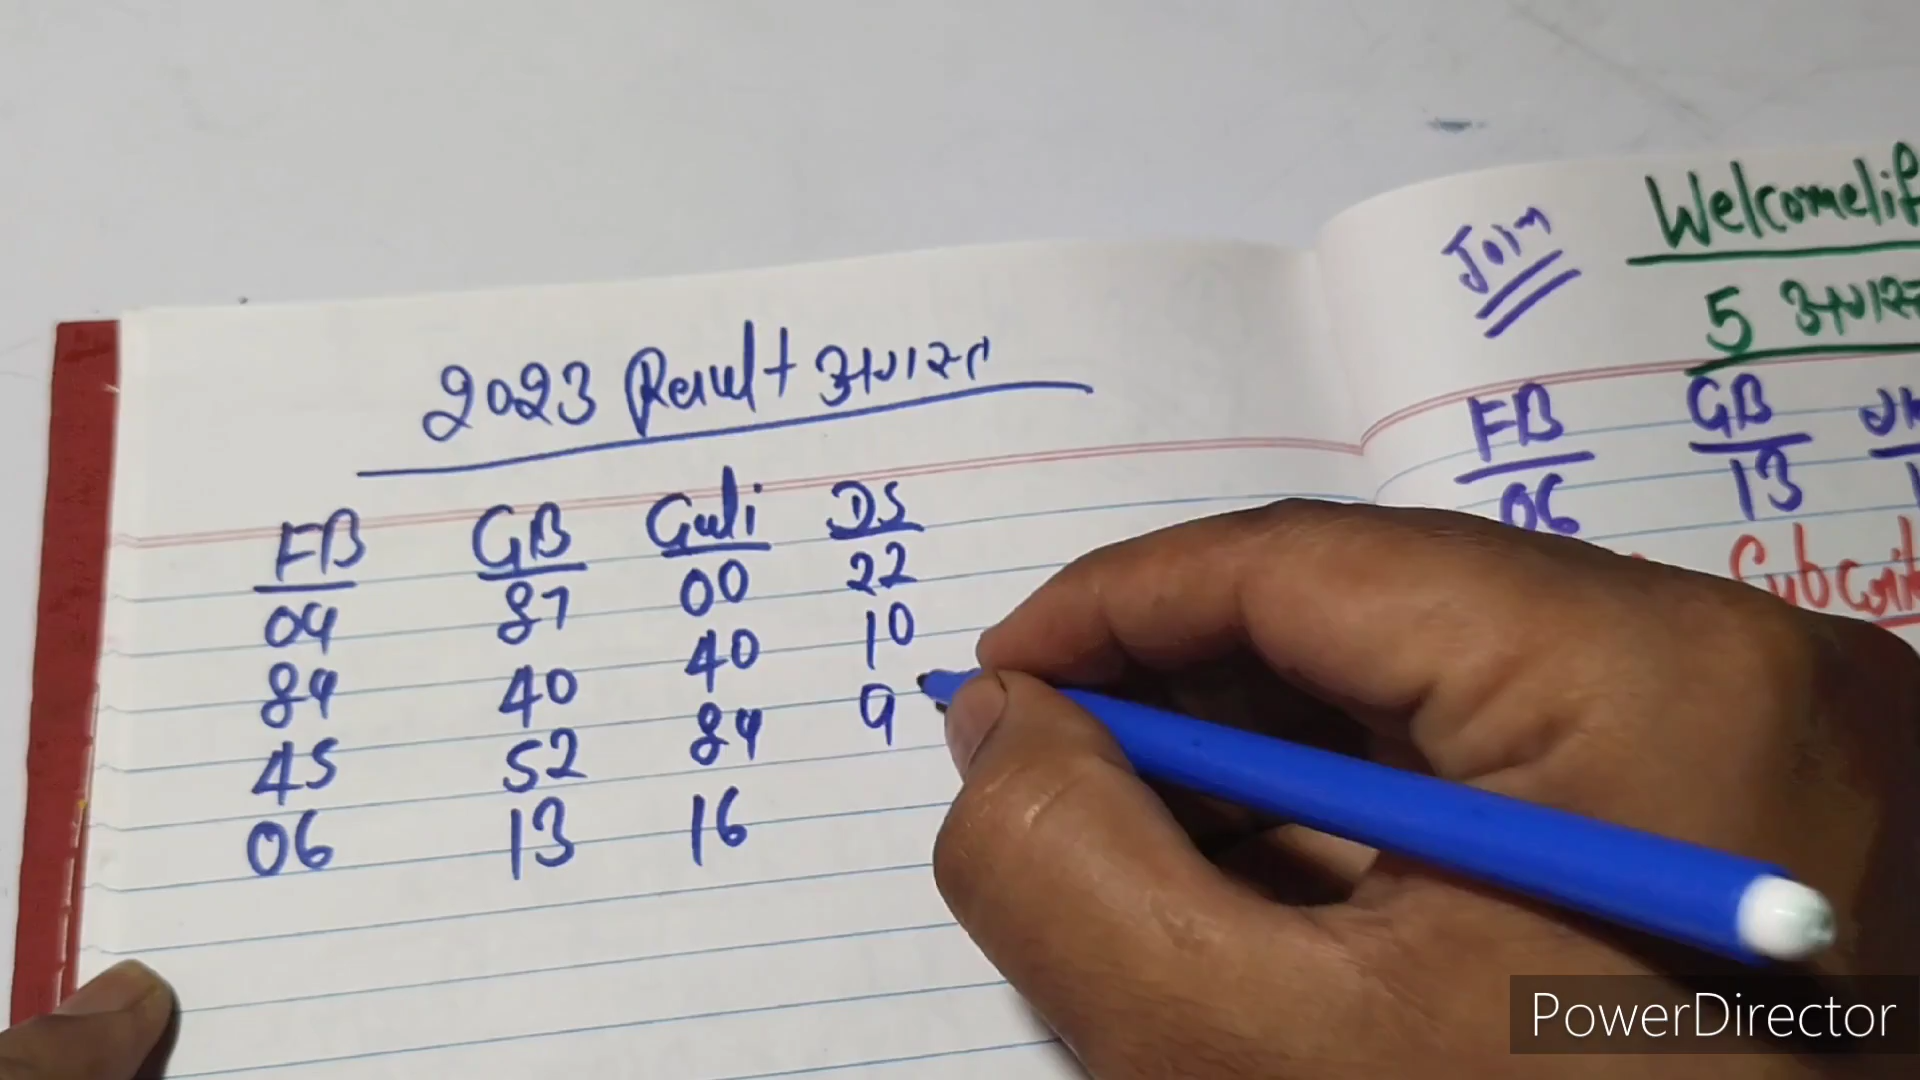 2023 Result अगस्त
FB GB Gali DS
04 87 00 22
84 40 40 10
45 52 84 9
06 13 16
Join
Welcomelif
5 अगस्त
FB GB
06 13
PowerDirector